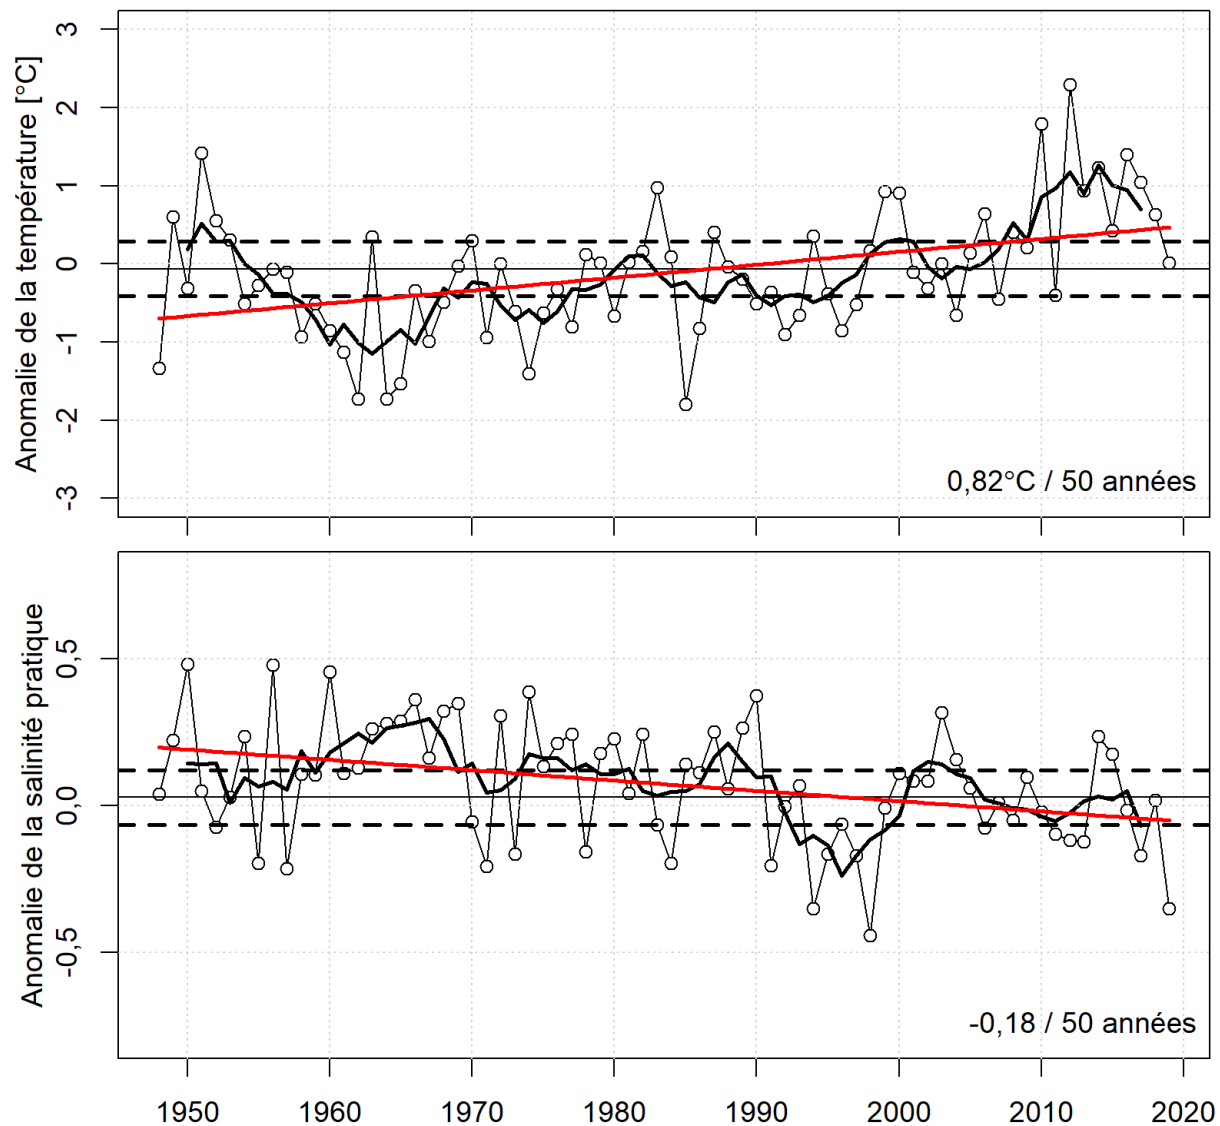 Anomalie de la température [°C]
3
2
1
0
-1
-2
-3
0,82°C / 50 années
Anomalie de la salinité pratique
0,5
0,0
-0,5
-0,18 / 50 années
1950 1960 1970 1980 1990 2000 2010 2020